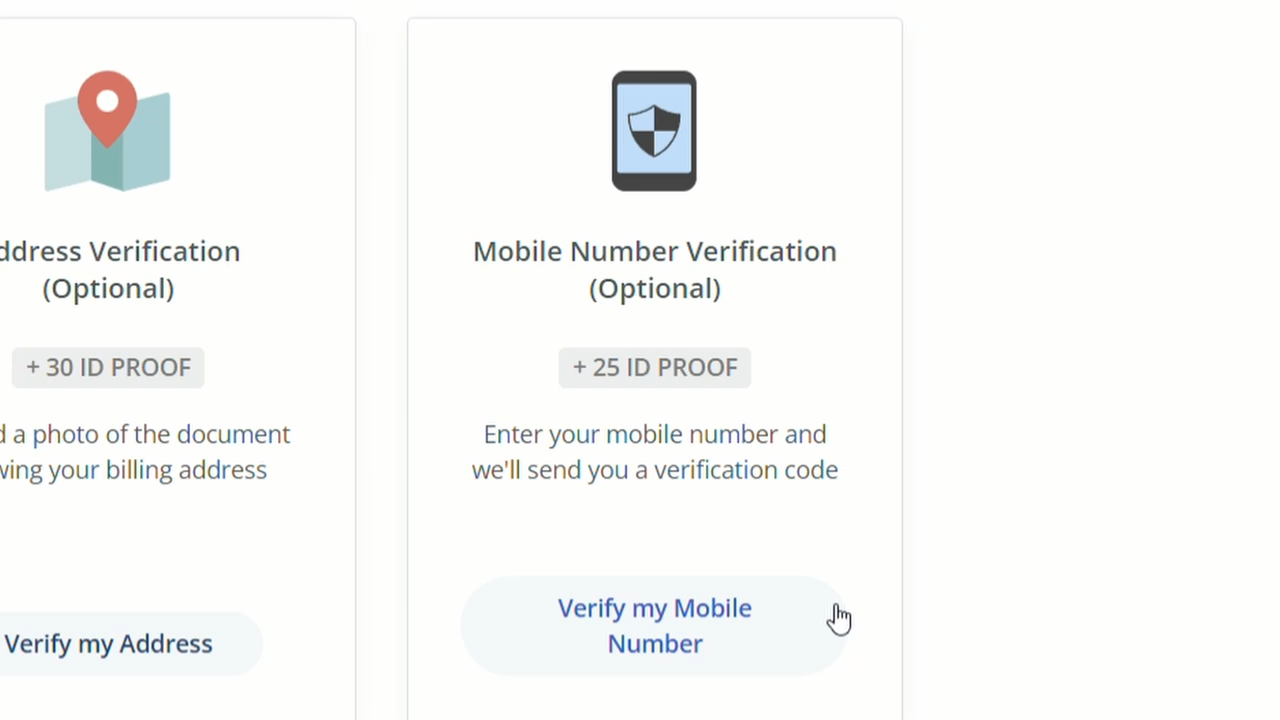 ddress Verification
(Optional)
+ 30 ID PROOF
d a photo of the document
wing your billing address
Verify my Address
Mobile Number Verification
(Optional)
+ 25 ID PROOF
Enter your mobile number and
we'll send you a verification code
Verify my Mobile
Number